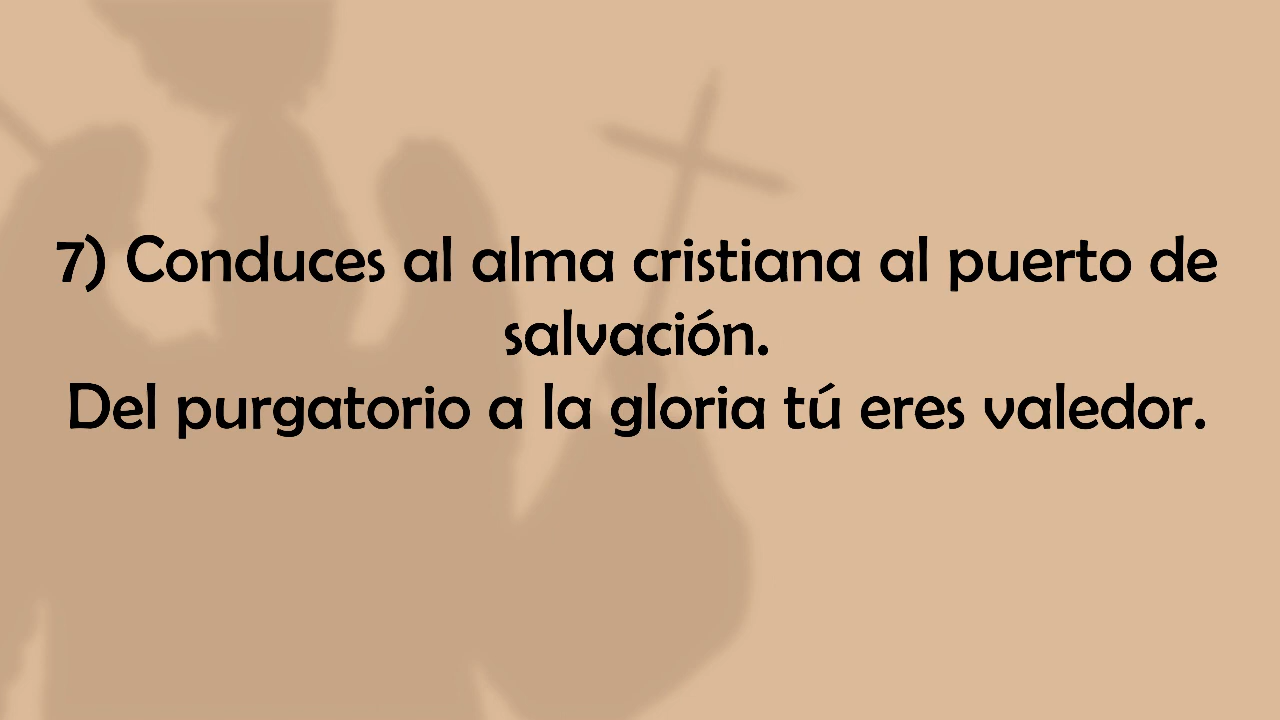 7) Conduces al alma cristiana al puerto de
salvación.
Del purgatorio a la gloria tú eres valedor.